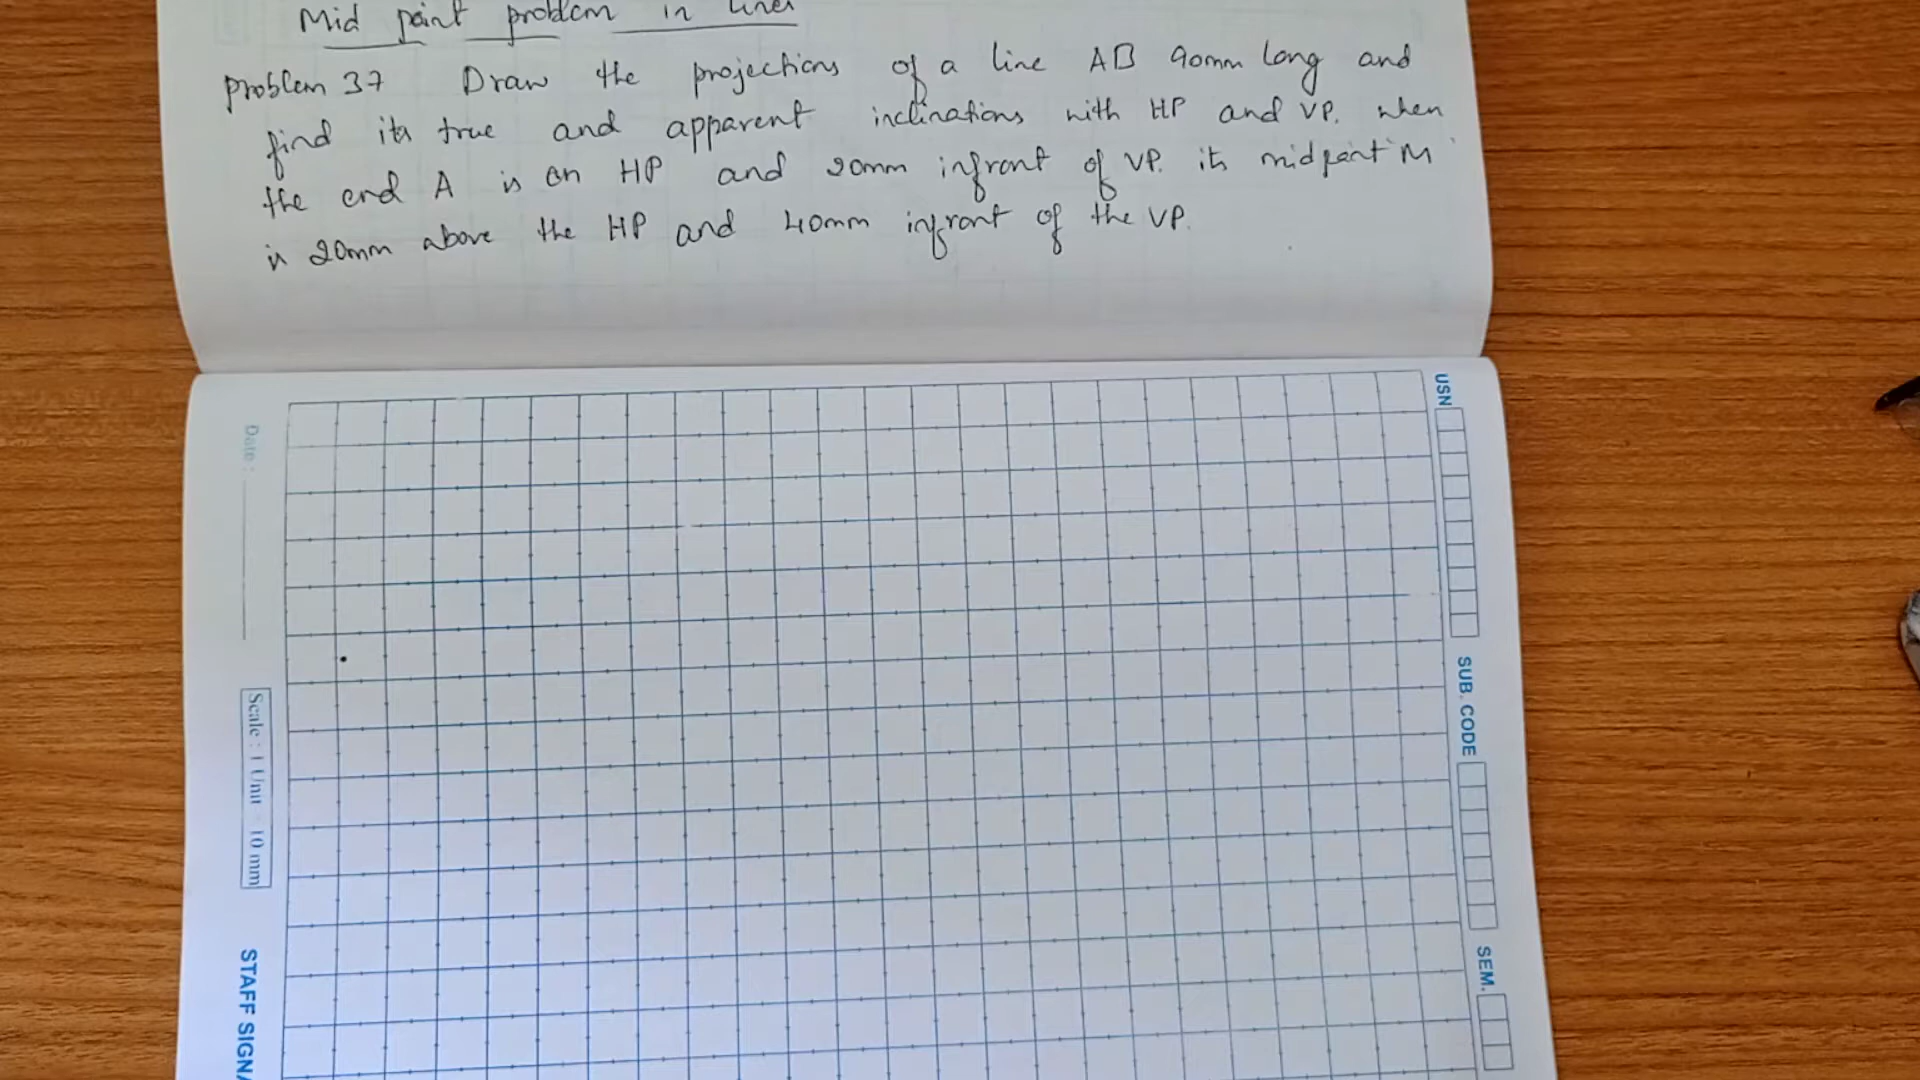 Mid point problem in lines
Problem 37 Draw the projections of a line AB 90mm long and
find its true and apparent inclinations with HP and VP. when
the end A is on HP and 20mm infront of VP. its midpoint M
is 20mm above the HP and 40mm infront of the VP.
USN
Date :
SUB. CODE
Scale : 1 Unit = 10 mm
SEM.
STAFF SIGNA